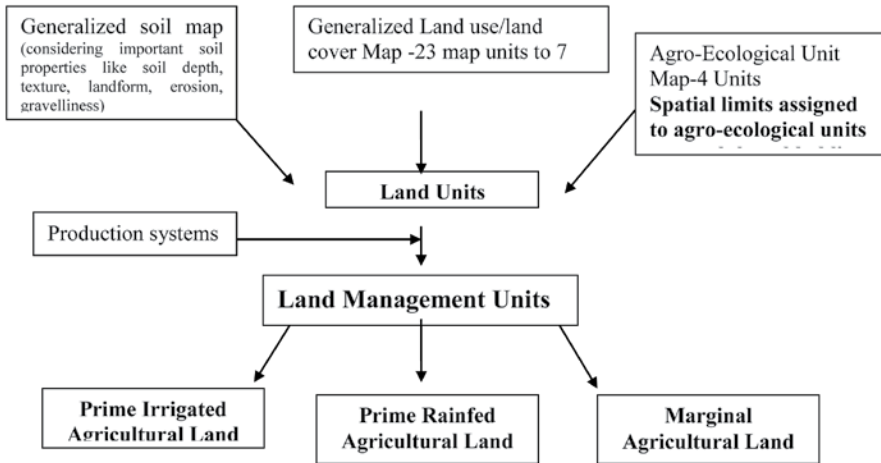 Generalized soil map
(considering important soil
properties like soil depth,
texture, landform, erosion,
gravelliness)
Generalized Land use/land
cover Map -23 map units to 7
Agro-Ecological Unit
Map-4 Units
Spatial limits assigned
to agro-ecological units
Land Units
Production systems
Land Management Units
Prime Irrigated
Agricultural Land
Prime Rainfed
Agricultural Land
Marginal
Agricultural Land